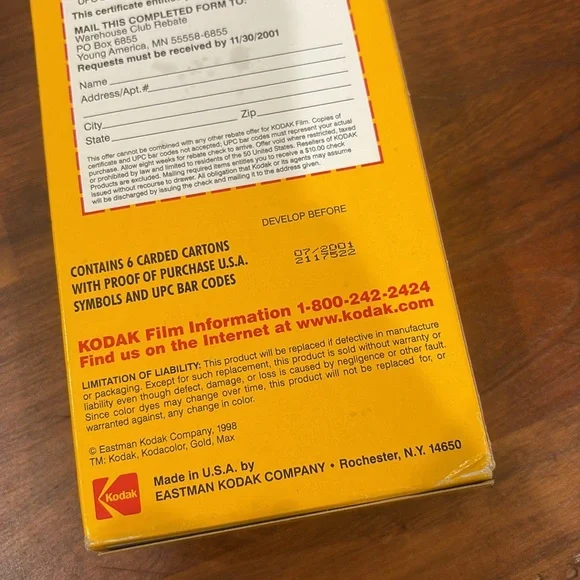 This certificate entitles
MAIL THIS COMPLETED FORM TO:
Warehouse Club Rebate
PO Box 6855
Young America, MN 55558-6855
Requests must be received by 11/30/2001
Name
Address/Apt.#
City
Zip
State
This offer cannot be combined with any other rebate offer for KODAK Film. Copies of
certificate and UPC bar codes not accepted; UPC bar codes must represent your actual
purchase. Allow eight weeks for rebate check to arrive. Offer void where restricted, taxed
or prohibited by law and limited to residents of the 50 United States. Resellers of KODAK
Products are excluded. Mailing required items entitles you to receive a $10.00 check
issued without recourse to drawer. All obligation that Kodak or its agents may assume
will be discharged by issuing the check and mailing it to the address given.
DEVELOP BEFORE
07/2001
2117522
CONTAINS 6 CARDED CARTONS
WITH PROOF OF PURCHASE U.S.A.
SYMBOLS AND UPC BAR CODES
KODAK Film Information 1-800-242-2424
Find us on the Internet at www.kodak.com
LIMITATION OF LIABILITY: This product will be replaced if defective in manufacture
or packaging. Except for such replacement, this product is sold without warranty or
liability even though defect, damage, or loss is caused by negligence or other fault.
Since color dyes may change over time, this product will not be replaced for, or
warranted against, any change in color.
© Eastman Kodak Company, 1998
TM: Kodak, Kodacolor, Gold, Max
Kodak
Made in U.S.A. by
EASTMAN KODAK COMPANY • Rochester, N.Y. 14650